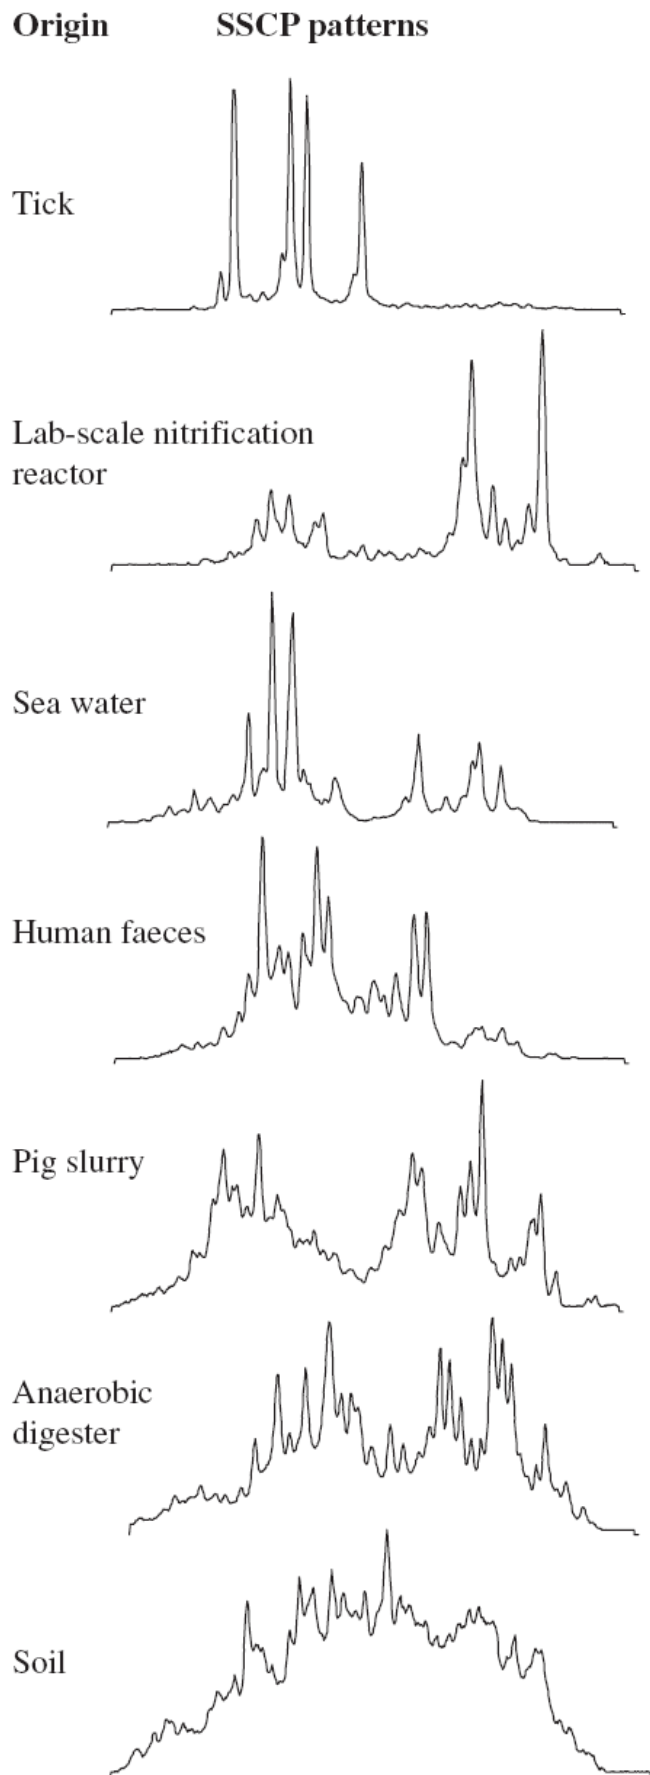 Origin SSCP patterns
Tick
Lab-scale nitrification
reactor
Sea water
Human faeces
Pig slurry
Anaerobic
digester
Soil